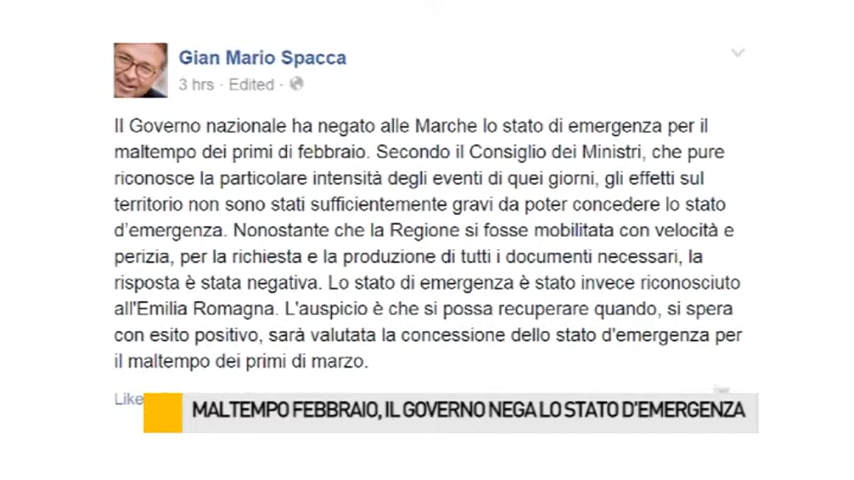 Gian Mario Spacca
3 hrs · Edited ·
Il Governo nazionale ha negato alle Marche lo stato di emergenza per il
maltempo dei primi di febbraio. Secondo il Consiglio dei Ministri, che pure
riconosce la particolare intensità degli eventi di quei giorni, gli effetti sul
territorio non sono stati sufficientemente gravi da poter concedere lo stato
d'emergenza. Nonostante che la Regione si fosse mobilitata con velocità e
perizia, per la richiesta e la produzione di tutti i documenti necessari, la
risposta è stata negativa. Lo stato di emergenza è stato invece riconosciuto
all'Emilia Romagna. L'auspicio è che si possa recuperare quando, si spera
con esito positivo, sarà valutata la concessione dello stato d'emergenza per
il maltempo dei primi di marzo.
Like
MALTEMPO FEBBRAIO, IL GOVERNO NEGA LO STATO D'EMERGENZA